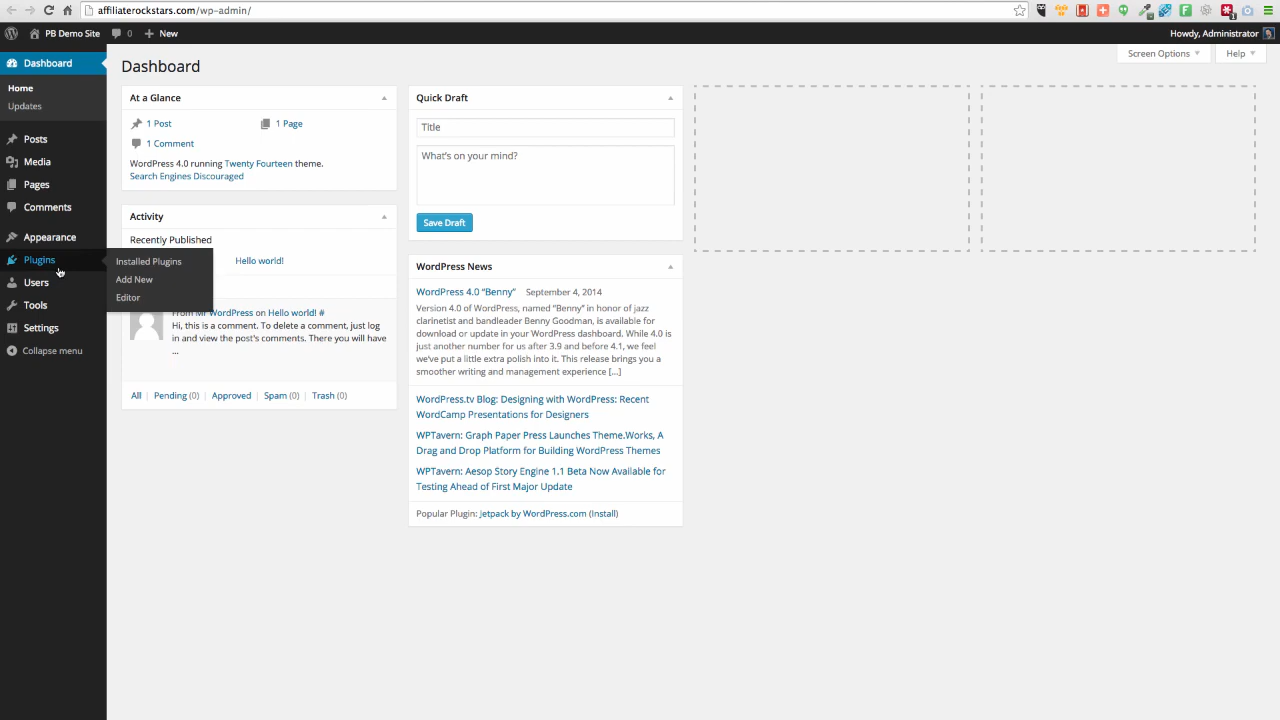 affiliaterockstars.com/wp-admin/
PB Demo Site
0
New
Howdy, Administrator
Dashboard
Home
Updates
Posts
Media
Pages
Comments
Appearance
Plugins
Users
Tools
Settings
Collapse menu
Installed Plugins
Add New
Editor
Screen Options
Help
Dashboard
At a Glance
1 Post
1 Page
1 Comment
WordPress 4.0 running Twenty Fourteen theme.
Search Engines Discouraged
Activity
Recently Published
Hello world!
From Mr WordPress on Hello world! #
Hi, this is a comment. To delete a comment, just log
in and view the post's comments. There you will have
...
All | Pending (0) | Approved | Spam (0) | Trash (0)
Quick Draft
Title
What's on your mind?
Save Draft
WordPress News
WordPress 4.0 “Benny” September 4, 2014
Version 4.0 of WordPress, named “Benny” in honor of jazz
clarinetist and bandleader Benny Goodman, is available for
download or update in your WordPress dashboard. While 4.0 is
just another number for us after 3.9 and before 4.1, we feel
we've put a little extra polish into it. This release brings you a
smoother writing and management experience [...]
WordPress.tv Blog: Designing with WordPress: Recent
WordCamp Presentations for Designers
WPTavern: Graph Paper Press Launches Theme.Works, A
Drag and Drop Platform for Building WordPress Themes
WPTavern: Aesop Story Engine 1.1 Beta Now Available for
Testing Ahead of First Major Update
Popular Plugin: Jetpack by WordPress.com (Install)